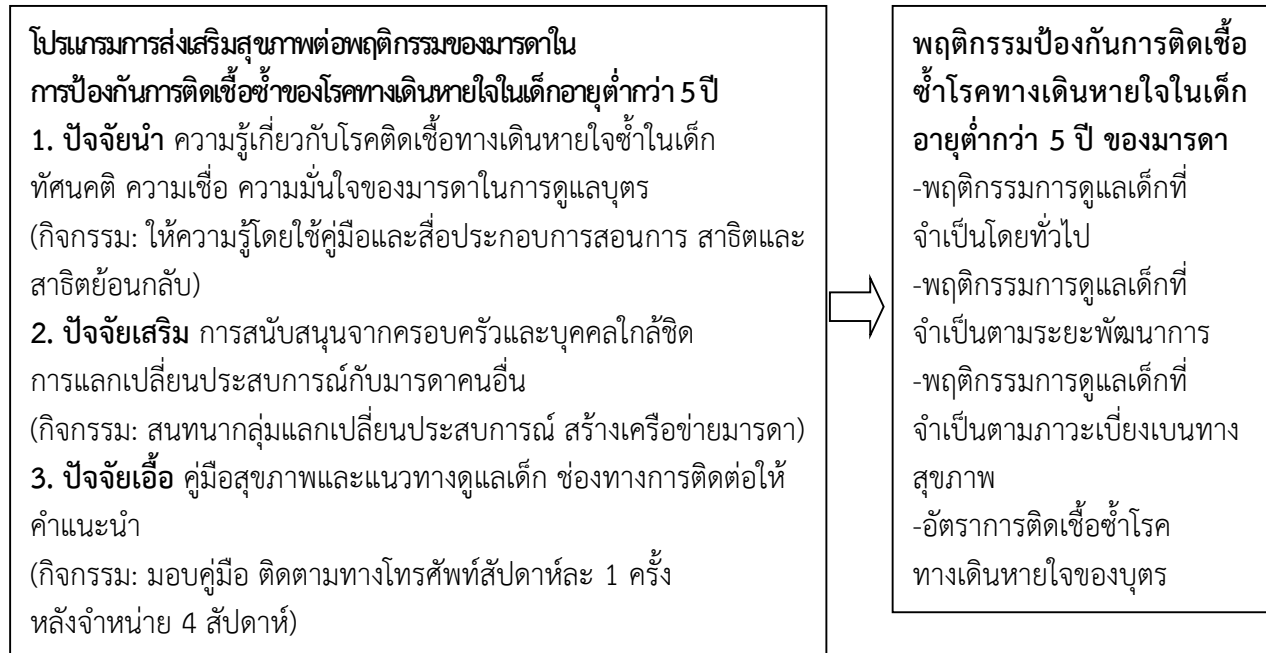 โปรแกรมการส่งเสริมสุขภาพต่อพฤติกรรมของมารดาใน
การป้องกันการติดเชื้อซ้ำของโรคทางเดินหายใจในเด็กอายุต่ำกว่า 5 ปี
1. ปัจจัยนำ ความรู้เกี่ยวกับโรคติดเชื้อทางเดินหายใจซ้ำในเด็ก
ทัศนคติ ความเชื่อ ความมั่นใจของมารดาในการดูแลบุตร
(กิจกรรม: ให้ความรู้โดยใช้คู่มือและสื่อประกอบการสอนการ สาธิตและ
สาธิตย้อนกลับ)
2. ปัจจัยเสริม การสนับสนุนจากครอบครัวและบุคคลใกล้ชิด
การแลกเปลี่ยนประสบการณ์กับมารดาคนอื่น
(กิจกรรม: สนทนากลุ่มแลกเปลี่ยนประสบการณ์ สร้างเครือข่ายมารดา)
3. ปัจจัยเอื้อ คู่มือสุขภาพและแนวทางดูแลเด็ก ช่องทางการติดต่อให้
คำแนะนำ
(กิจกรรม: มอบคู่มือ ติดตามทางโทรศัพท์สัปดาห์ละ 1 ครั้ง
หลังจำหน่าย 4 สัปดาห์)
พฤติกรรมป้องกันการติดเชื้อ
ซ้ำโรคทางเดินหายใจในเด็ก
อายุต่ำกว่า 5 ปี ของมารดา
-พฤติกรรมการดูแลเด็กที่
จำเป็นโดยทั่วไป
-พฤติกรรมการดูแลเด็กที่
จำเป็นตามระยะพัฒนาการ
-พฤติกรรมการดูแลเด็กที่
จำเป็นตามภาวะเบี่ยงเบนทาง
สุขภาพ
-อัตราการติดเชื้อซ้ำโรค
ทางเดินหายใจของบุตร